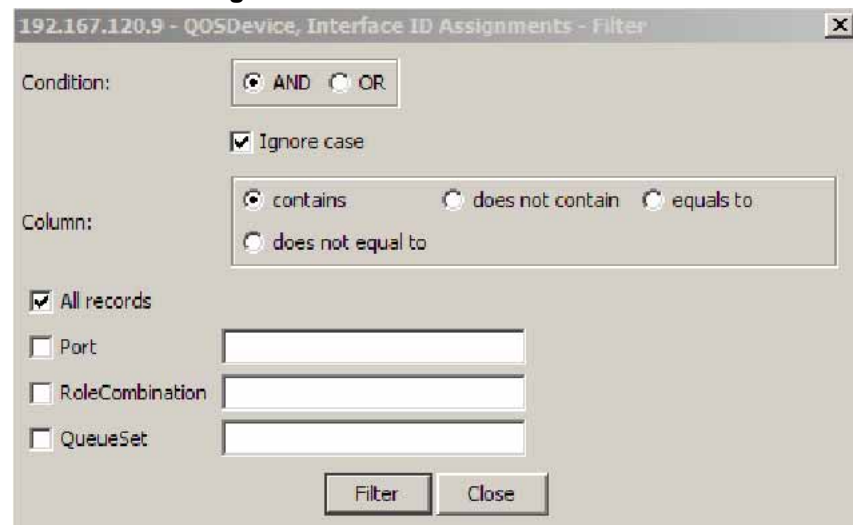 192.167.120.9 - QOSDevice, Interface ID Assignments - Filter
Condition:
AND OR
Ignore case
Column:
contains does not contain equals to
does not equal to
All records
Port
RoleCombination
QueueSet
Filter Close